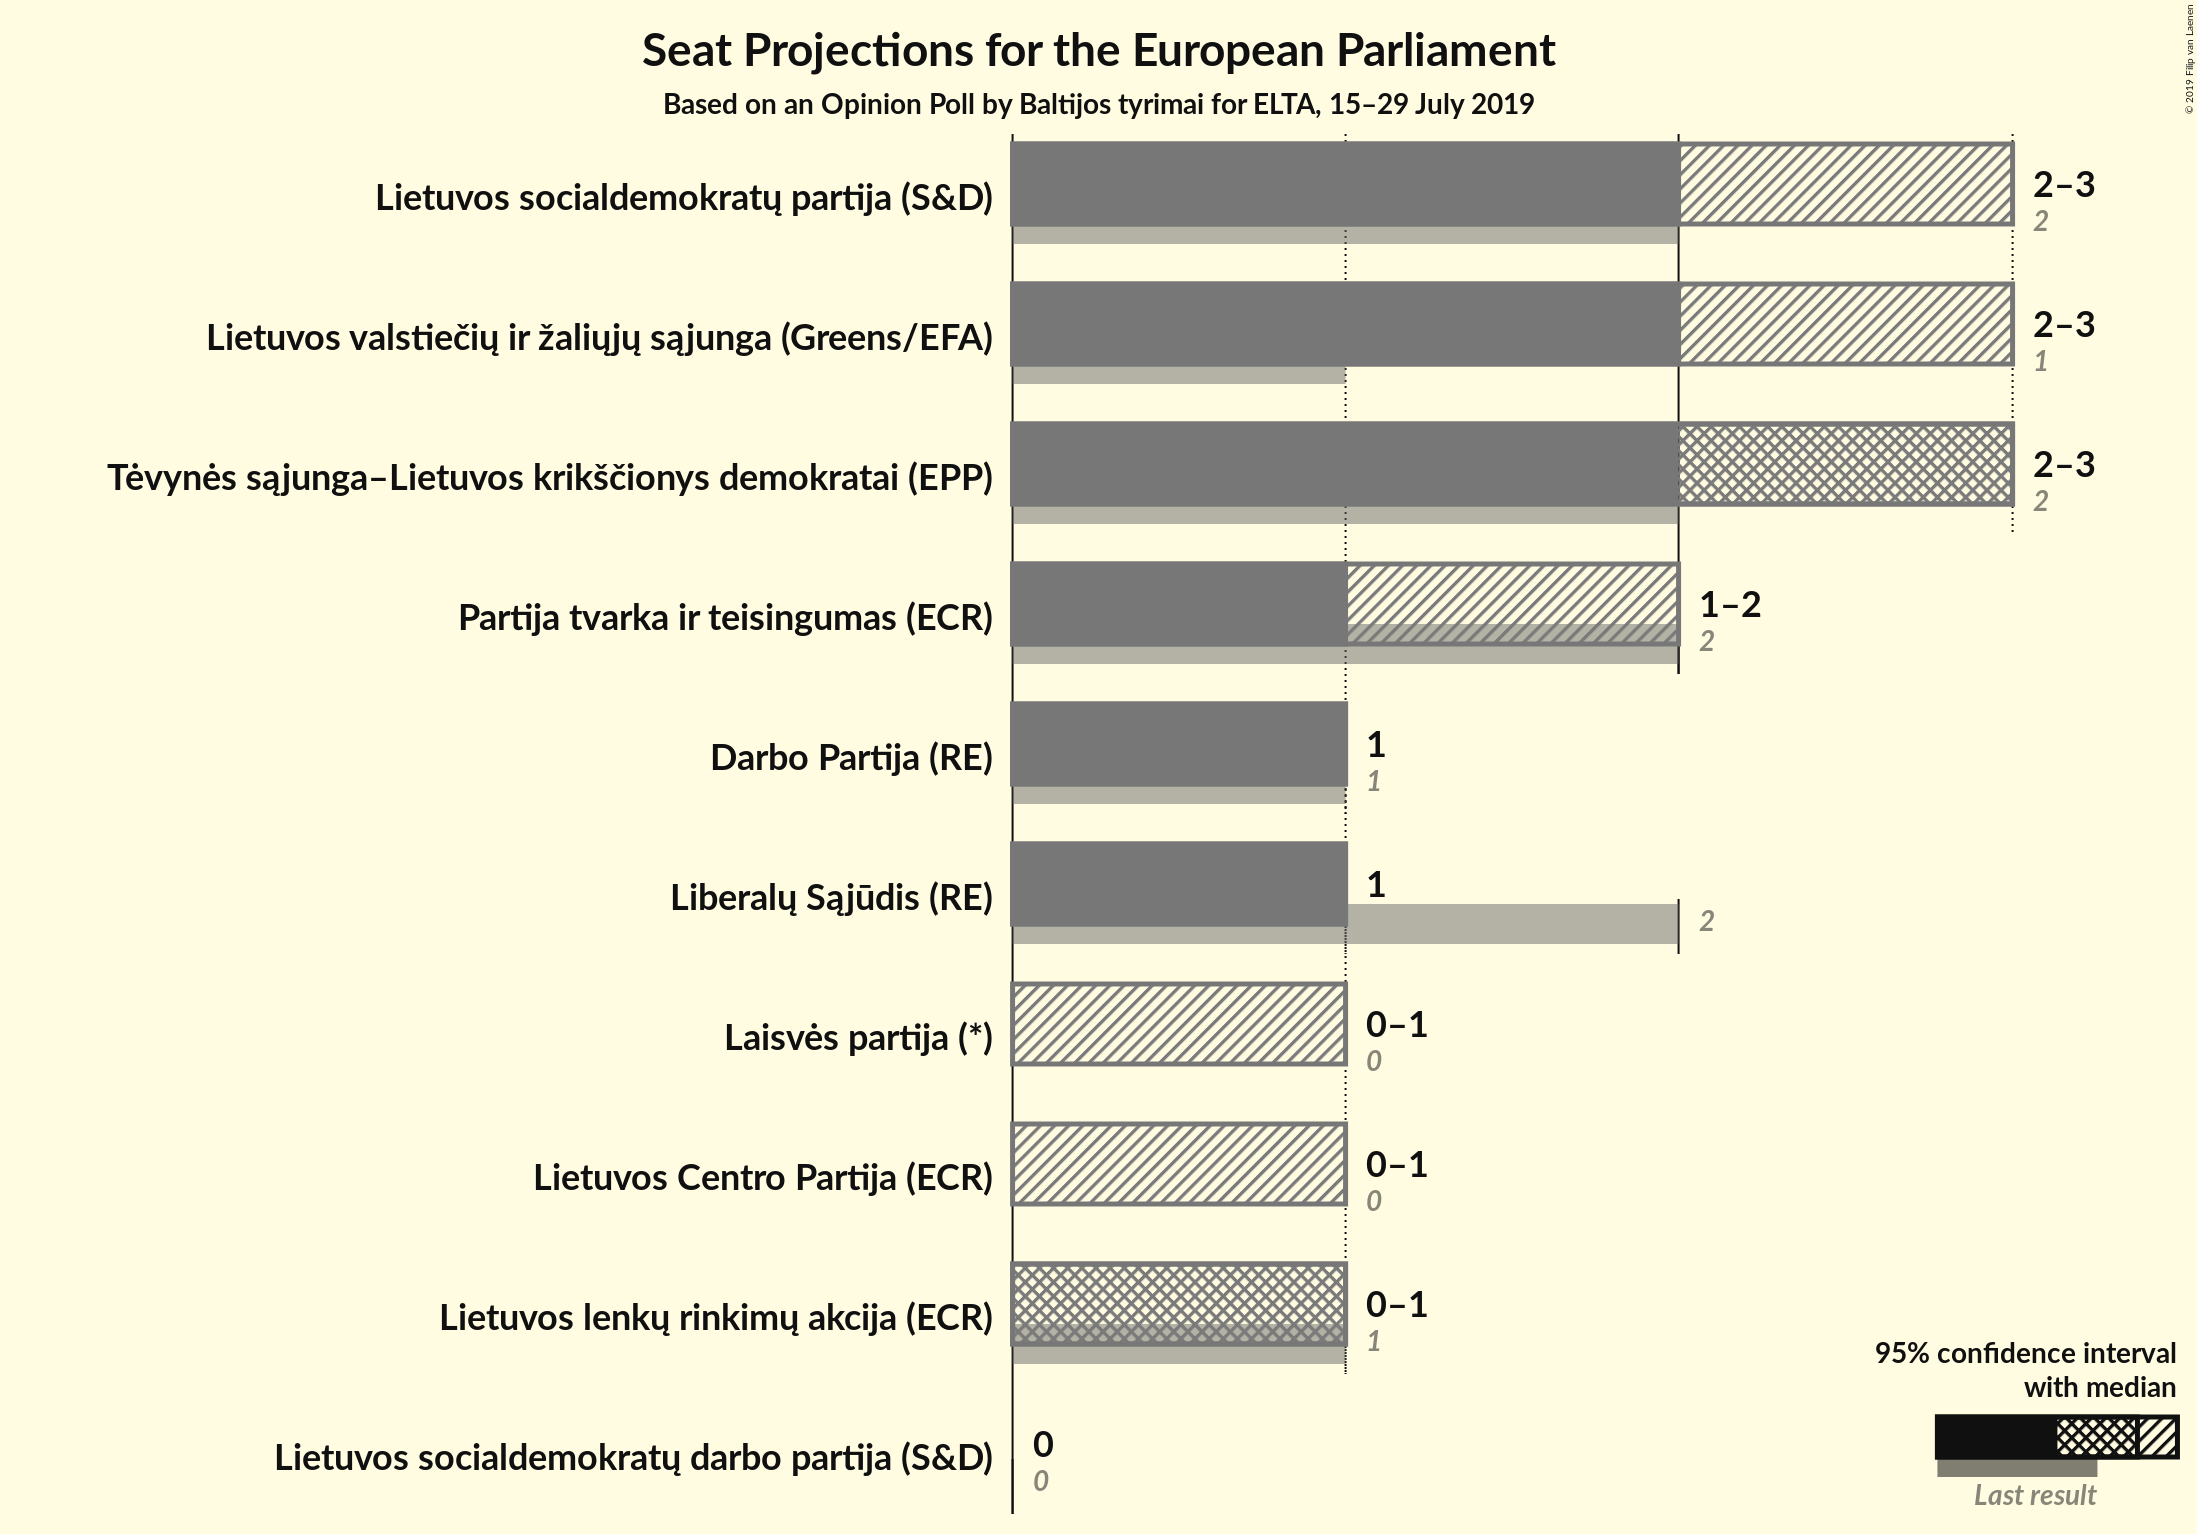 Seat Projections for the European Parliament
Based on an Opinion Poll by Baltijos tyrimai for ELTA, 15–29 July 2019
© 2019 Filip van Laenen
Lietuvos socialdemokratų partija (S&D)
2–3
2
Lietuvos valstiečių ir žaliųjų sąjunga (Greens/EFA)
2–3
1
Tėvynės sąjunga–Lietuvos krikščionys demokratai (EPP)
2–3
2
Partija tvarka ir teisingumas (ECR)
1–2
2
Darbo Partija (RE)
1
1
Liberalų Sąjūdis (RE)
1
2
Laisvės partija (*)
0–1
0
Lietuvos Centro Partija (ECR)
0–1
0
Lietuvos lenkų rinkimų akcija (ECR)
0–1
1
Lietuvos socialdemokratų darbo partija (S&D)
0
0
95% confidence interval
with median
Last result